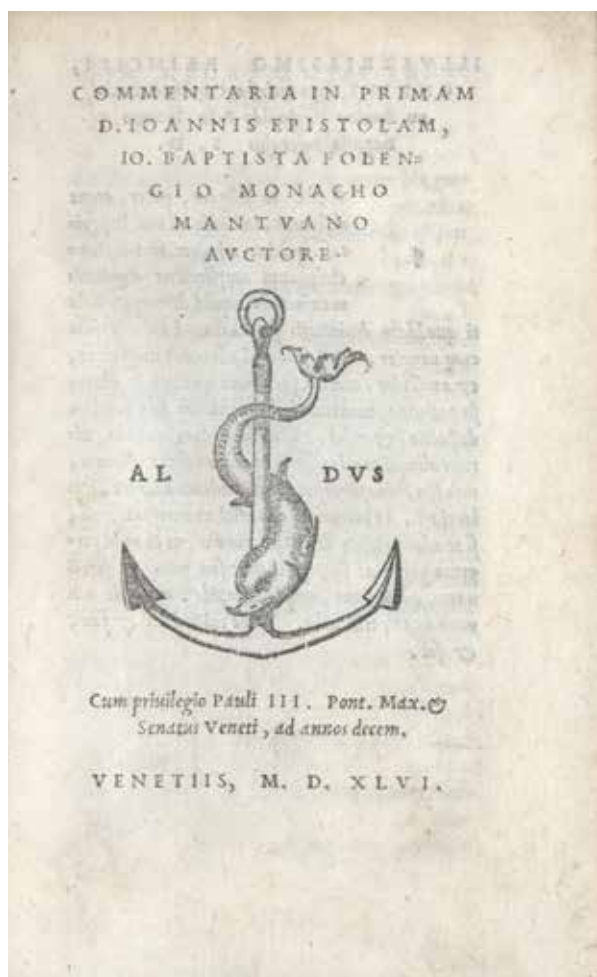 COMMENTARIA IN PRIMAM
D. IOANNIS EPISTOLAM,
IO. BAPTISTA FOLEN=
GIO MONACHO
MANTVANO
AVCTORE.
AL DVS
Cum priuilegio Pauli III. Pont. Max. &
Senatus Veneti, ad annos decem.
VENETIIS, M. D. XLVI.